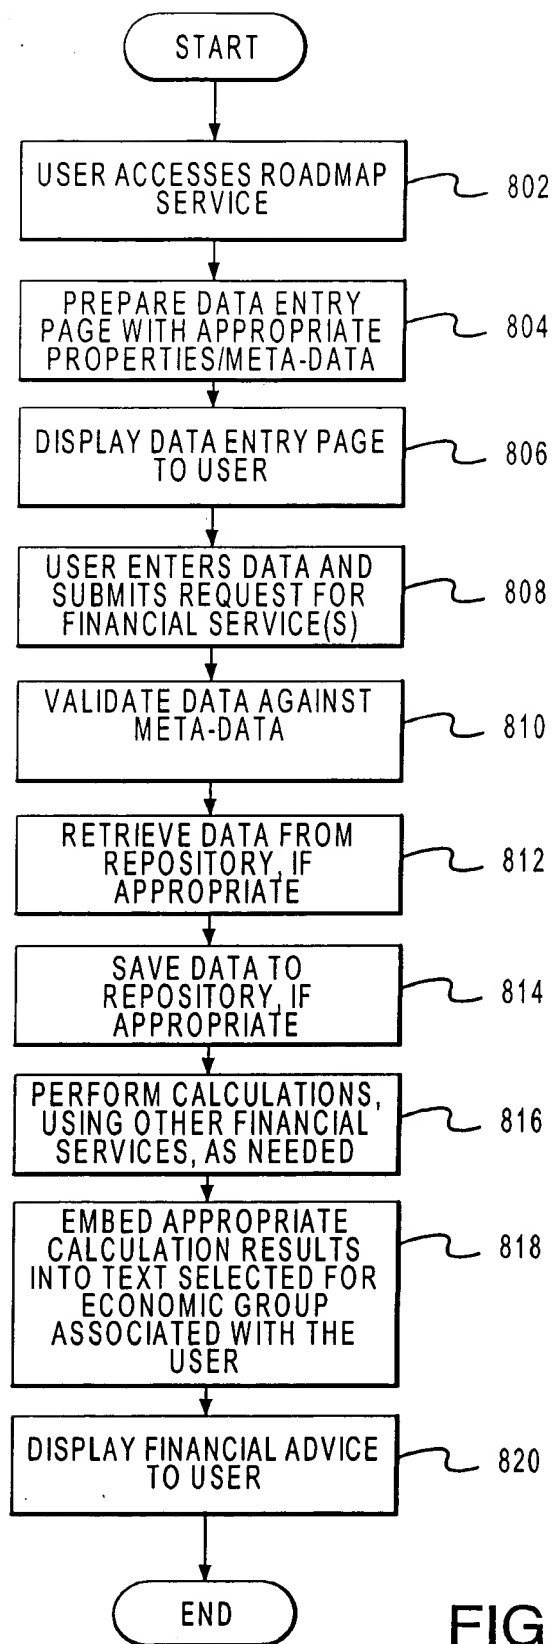 START
USER ACCESSES ROADMAP
SERVICE
802
PREPARE DATA ENTRY
PAGE WITH APPROPRIATE
PROPERTIES/META-DATA
804
DISPLAY DATA ENTRY PAGE
TO USER
806
USER ENTERS DATA AND
SUBMITS REQUEST FOR
FINANCIAL SERVICE(S)
808
VALIDATE DATA AGAINST
META-DATA
810
RETRIEVE DATA FROM
REPOSITORY, IF
APPROPRIATE
812
SAVE DATA TO
REPOSITORY, IF
APPROPRIATE
814
PERFORM CALCULATIONS,
USING OTHER FINANCIAL
SERVICES, AS NEEDED
816
EMBED APPROPRIATE
CALCULATION RESULTS
INTO TEXT SELECTED FOR
ECONOMIC GROUP
ASSOCIATED WITH THE
USER
818
DISPLAY FINANCIAL ADVICE
TO USER
820
END
FIG